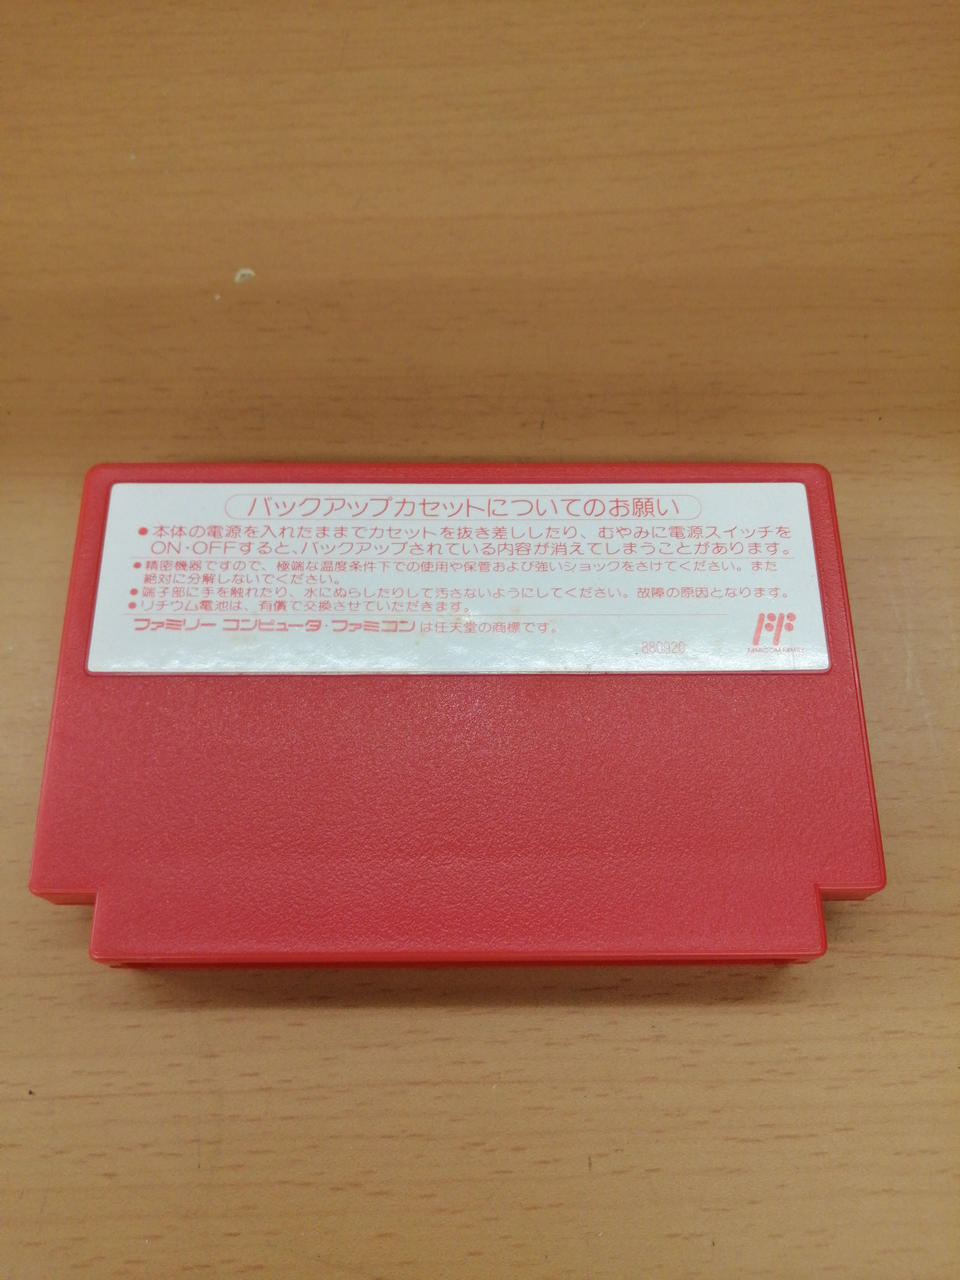 バックアップカセットについてのお願い
●本体の電源を入れたままでカセットを抜き差ししたり、むやみに電源スイッチを
ON・OFFすると、バックアップされている内容が消えてしまうことがあります。
●精密機器ですので、極端な温度条件下での使用や保管および強いショックをさけてください。また
絶対に分解しないでください。
●端子部に手を触れたり、水にぬらしたりして汚さないようにしてください。故障の原因となります。
●リチウム電池は、有償で交換させていただきます。
ファミリー コンピュータ・ファミコンは任天堂の商標です。
880920